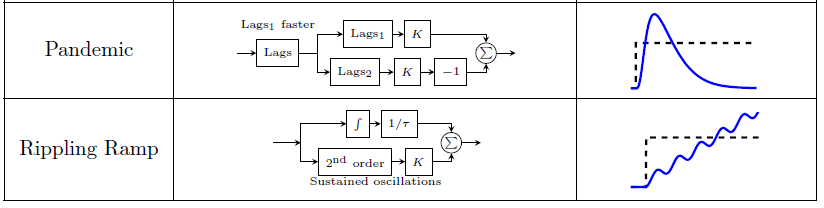 Pandemic
Lags₁ faster
Lags
Lags₁
K
∑
Lags₂
K
−1
Rippling Ramp
∫
1/τ
∑
2ⁿᵈ order
K
Sustained oscillations